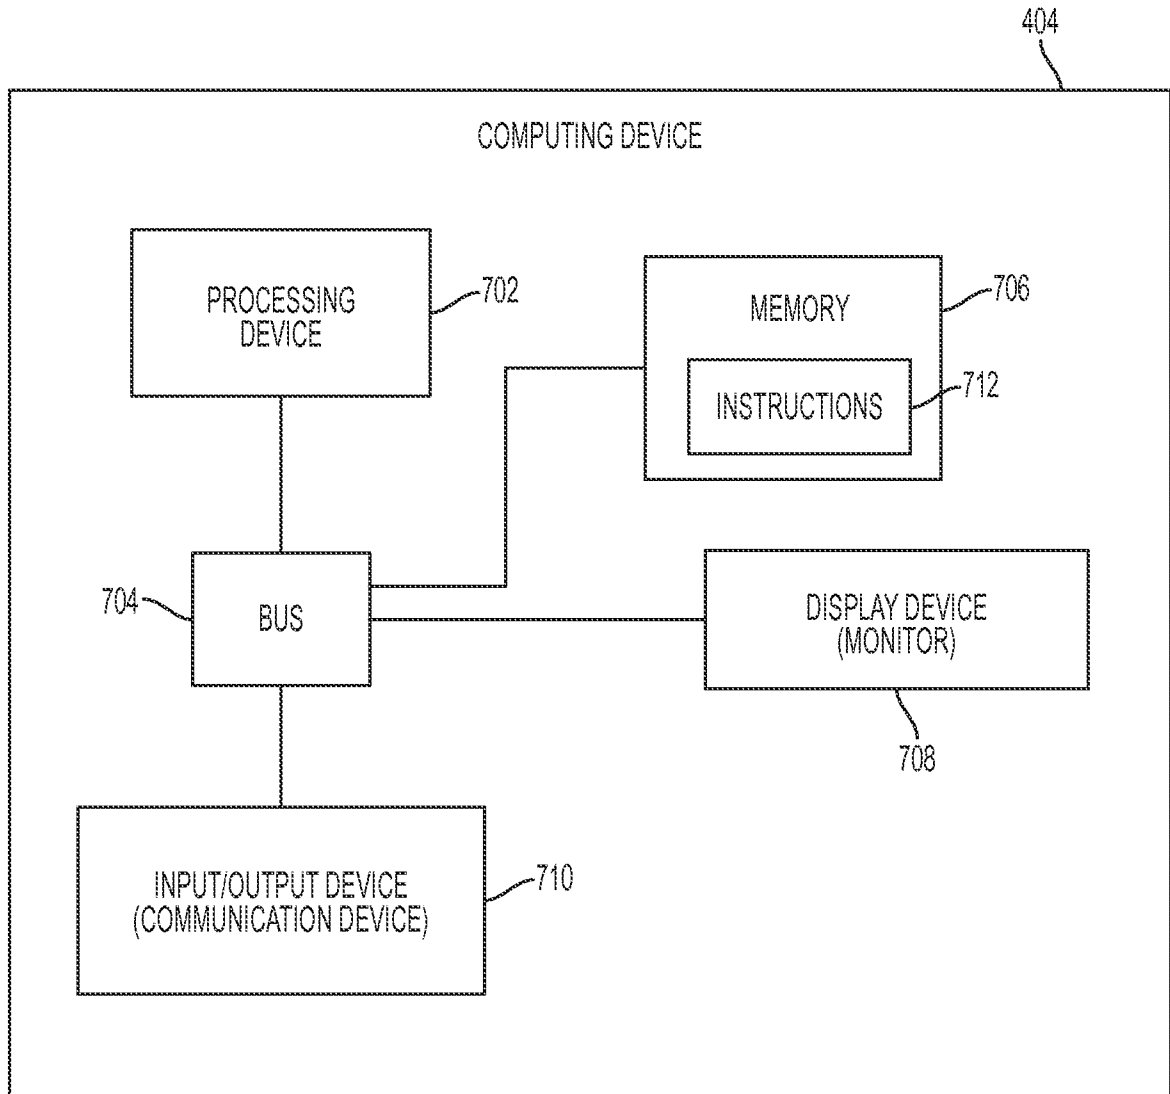 404
COMPUTING DEVICE
PROCESSING
DEVICE
702
MEMORY
706
INSTRUCTIONS
712
704
BUS
DISPLAY DEVICE
(MONITOR)
708
INPUT/OUTPUT DEVICE
(COMMUNICATION DEVICE)
710